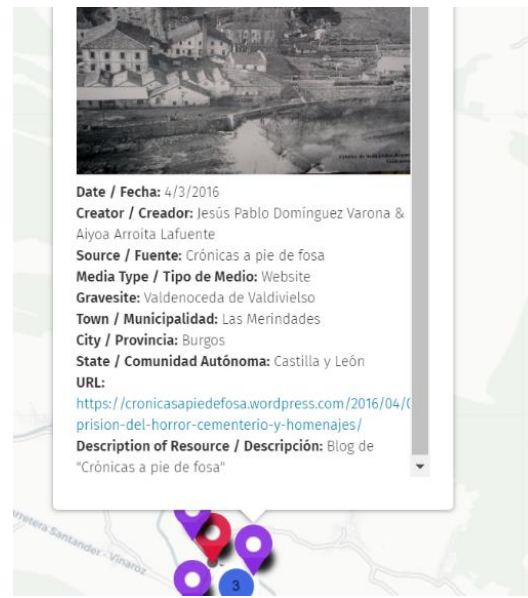 Date / Fecha: 4/3/2016
Creator / Creador: Jesús Pablo Domínguez Varona &
Aiyoa Arroita Lafuente
Source / Fuente: Crónicas a pie de fosa
Media Type / Tipo de Medio: Website
Gravesite: Valdenoceda de Valdivielso
Town / Municipalidad: Las Merindades
City / Provincia: Burgos
State / Comunidad Autónoma: Castilla y León
URL:
https://cronicasapiedefosa.wordpress.com/2016/04/
prision-del-horror-cementerio-y-homenajes/
Description of Resource / Descripción: Blog de
"Crónicas a pie de fosa"
Carretera Santander - Vinaroz
3